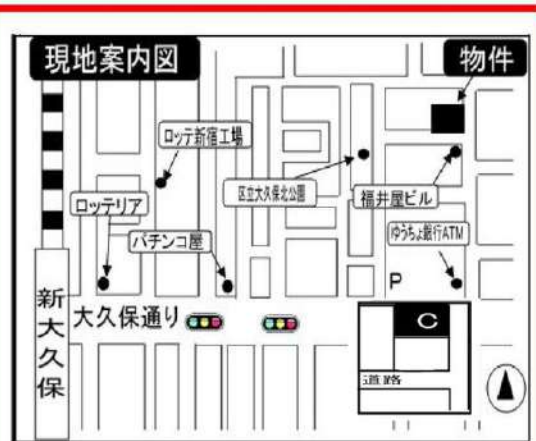 現地案内図
物件
ロッテ新宿工場
区立大久保北公園
福井屋ビル
ロッテリア
パチンコ屋
ゆうちょ銀行ATM
P
新大久保
大久保通り
C
道路